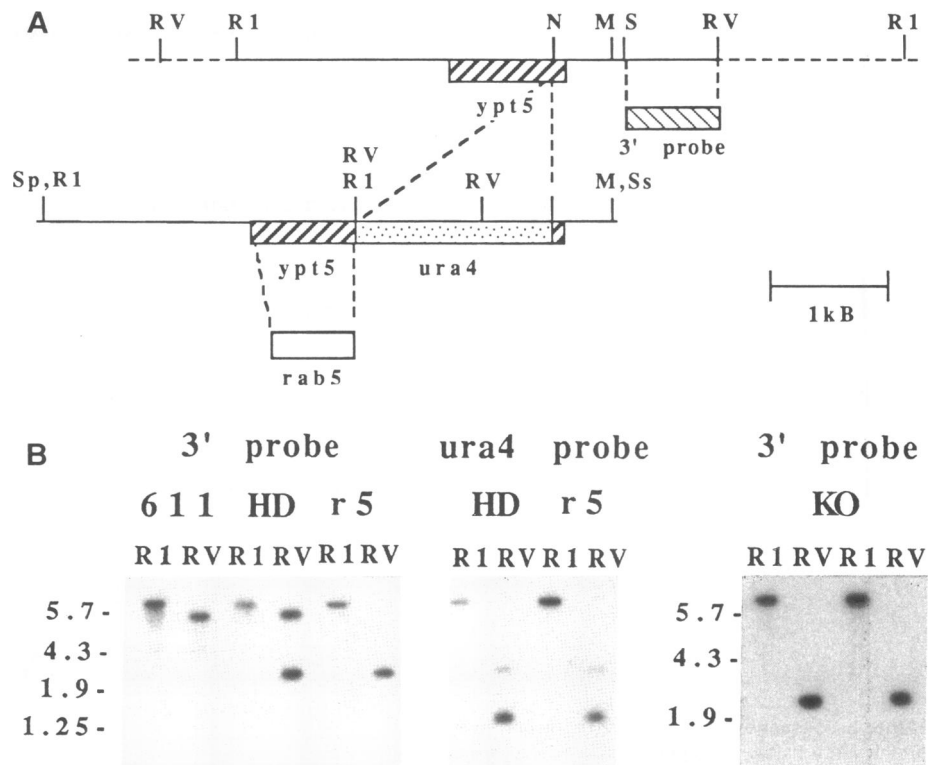 A
RV R1 N M S RV R1
ypt5
3' probe
RV
Sp,R1 R1 RV M,Ss
ypt5 ura4
1kB
rab5
B
3' probe ura4 probe 3' probe
611 HD r5 HD r5 KO
R1 RV R1 RV R1 RV R1 RV R1 RV R1 RV R1 RV
5.7- 5.7-
4.3- 4.3-
1.9- 1.9-
1.25-